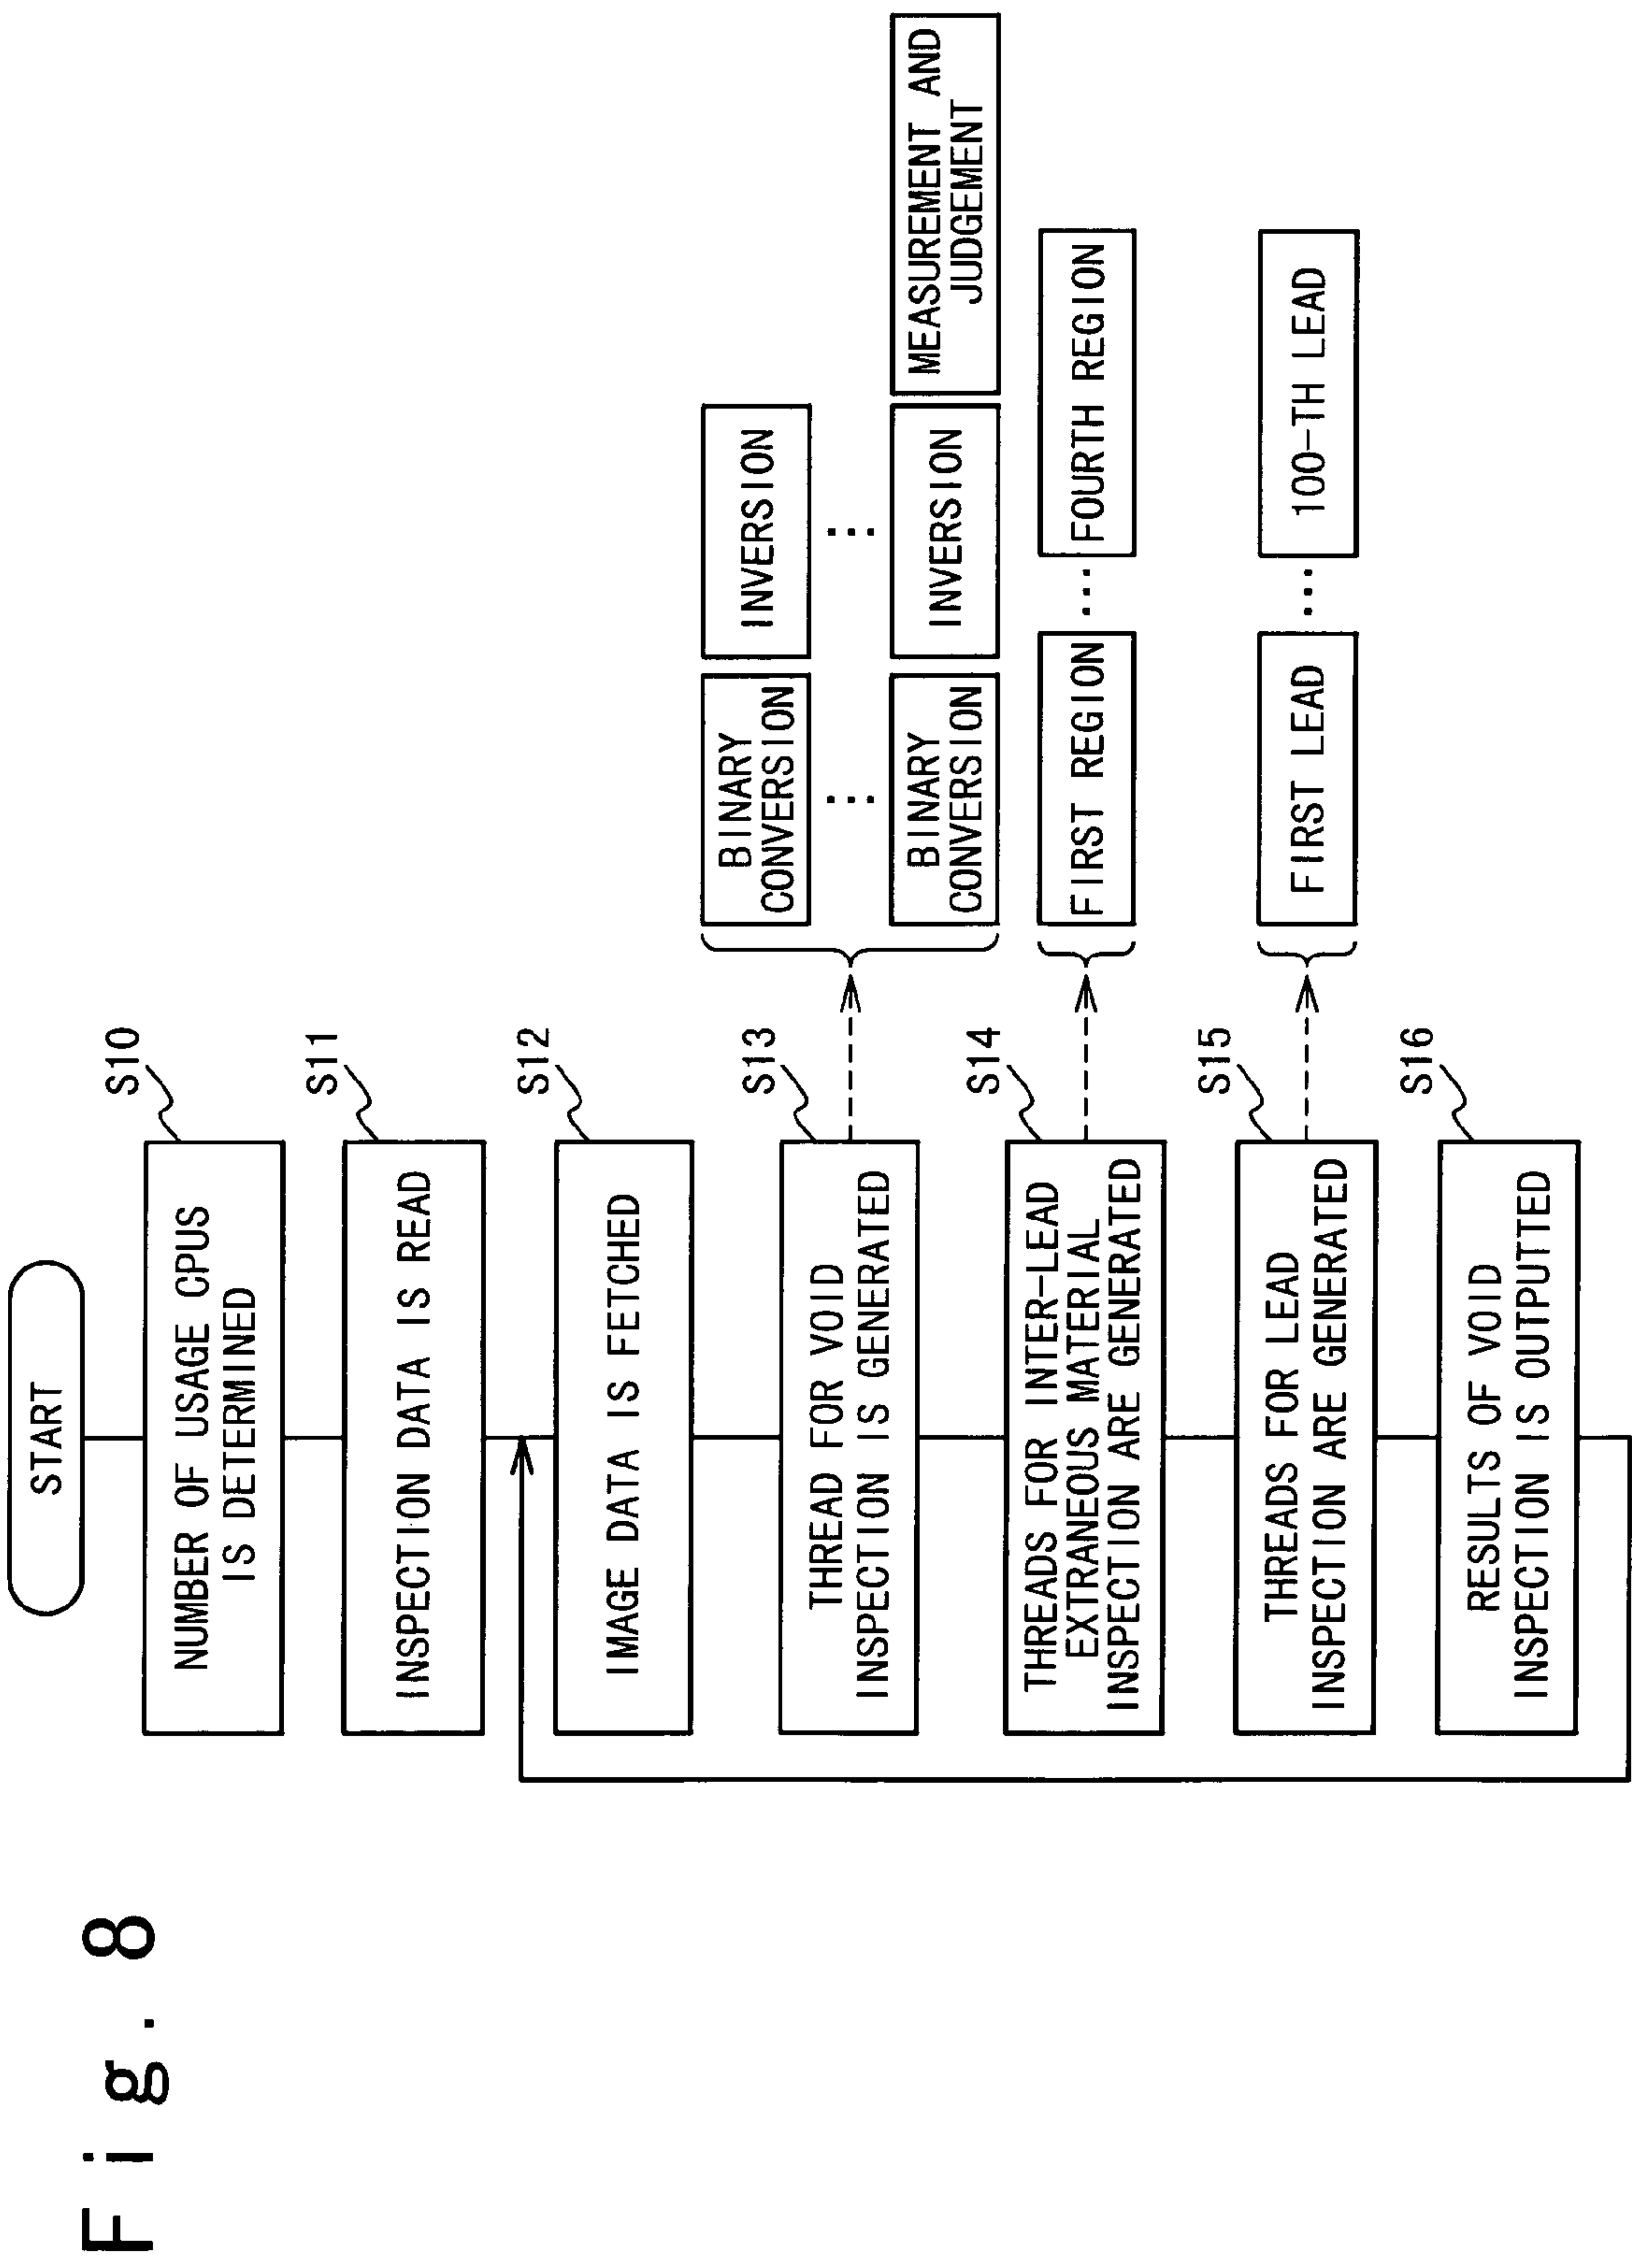 Fig. 8
START
S10
NUMBER OF USAGE CPUS
IS DETERMINED
S11
INSPECTION DATA IS READ
S12
IMAGE DATA IS FETCHED
S13
THREAD FOR VOID
INSPECTION IS GENERATED
BINARY
CONVERSION
INVERSION
...
...
BINARY
CONVERSION
INVERSION
MEASUREMENT AND
JUDGEMENT
S14
THREADS FOR INTER-LEAD
EXTRANEOUS MATERIAL
INSPECTION ARE GENERATED
FIRST REGION
...
FOURTH REGION
S15
THREADS FOR LEAD
INSPECTION ARE GENERATED
FIRST LEAD
...
100-TH LEAD
S16
RESULTS OF VOID
INSPECTION IS OUTPUTTED